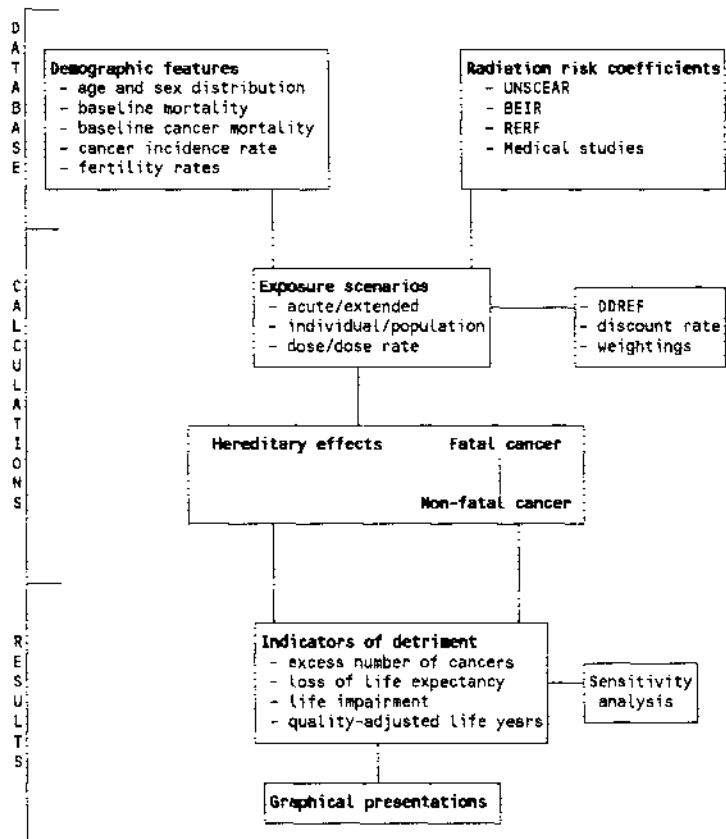 DATABASE
Demographic features
- age and sex distribution
- baseline mortality
- baseline cancer mortality
- cancer incidence rate
- fertility rates
Radiation risk coefficients
- UNSCEAR
- BEIR
- RERF
- Medical studies
CALCULATIONS
Exposure scenarios
- acute/extended
- individual/population
- dose/dose rate
- DDREF
- discount rate
- weightings
Hereditary effects
Fatal cancer
Non-fatal cancer
RESULTS
Indicators of detriment
- excess number of cancers
- loss of life expectancy
- life impairment
- quality-adjusted life years
Sensitivity
analysis
Graphical presentations